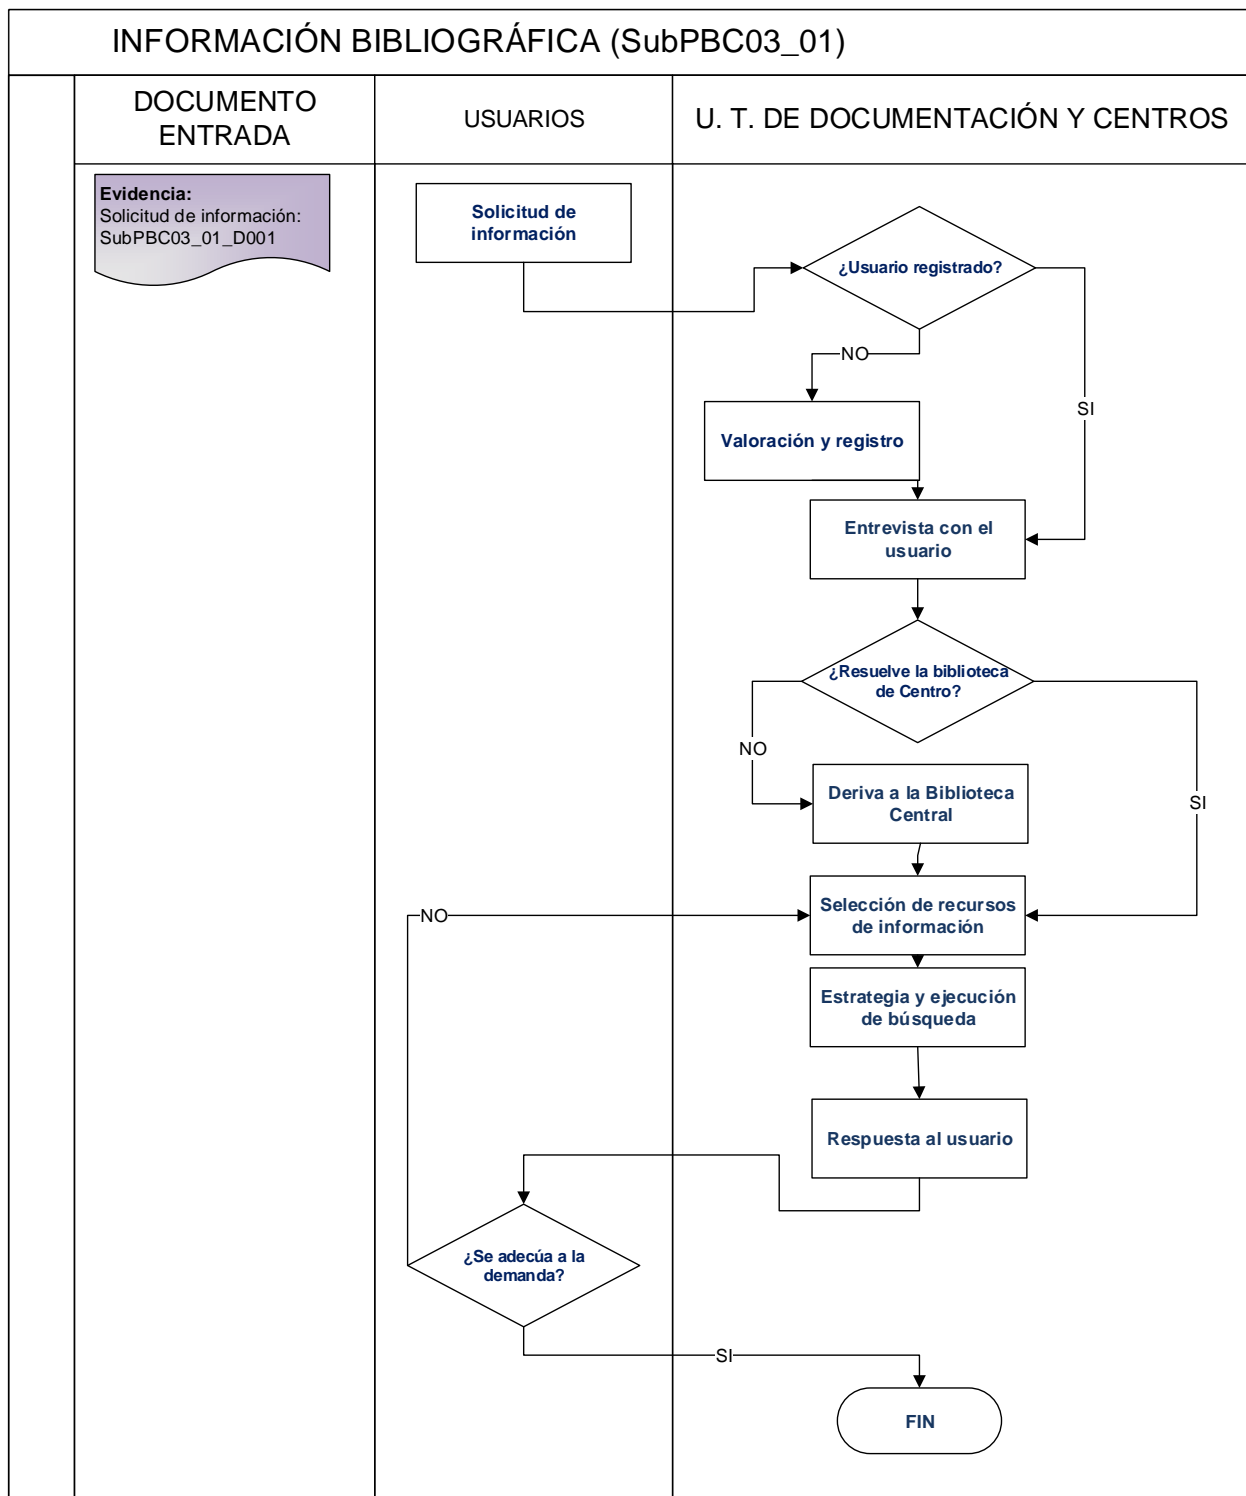 INFORMACIÓN BIBLIOGRÁFICA (SubPBC03_01)
DOCUMENTO
ENTRADA
USUARIOS
U. T. DE DOCUMENTACIÓN Y CENTROS
Evidencia:
Solicitud de información:
SubPBC03_01_D001
Solicitud de
información
¿Usuario registrado?
NO
SI
Valoración y registro
Entrevista con el
usuario
¿Resuelve la biblioteca
de Centro?
NO
SI
Deriva a la Biblioteca
Central
Selección de recursos
de información
NO
Estrategia y ejecución
de búsqueda
Respuesta al usuario
¿Se adecúa a la
demanda?
SI
FIN